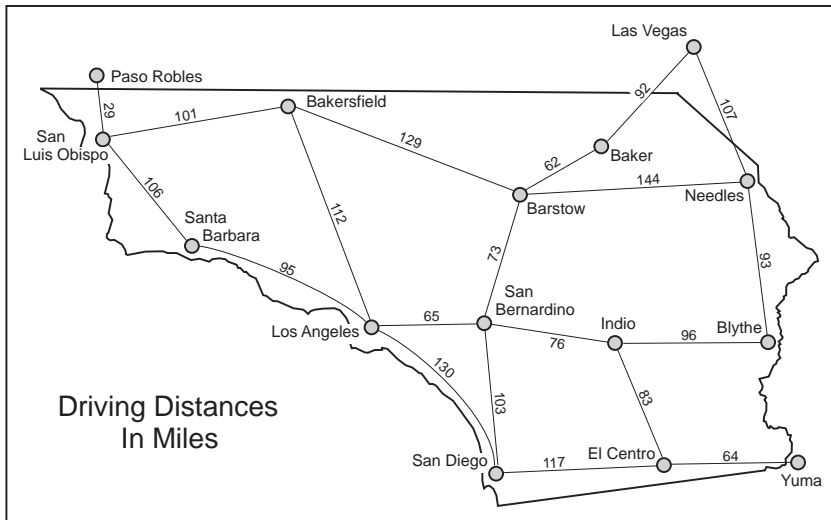 Las Vegas
Paso Robles
29
101
Bakersfield
92
107
San
Luis Obispo
129
62
Baker
106
112
144
Barstow
Needles
Santa
Barbara
73
93
95
San
Bernardino
Los Angeles
65
76
Indio
96
Blythe
130
103
83
Driving Distances
In Miles
San Diego
117
El Centro
64
Yuma